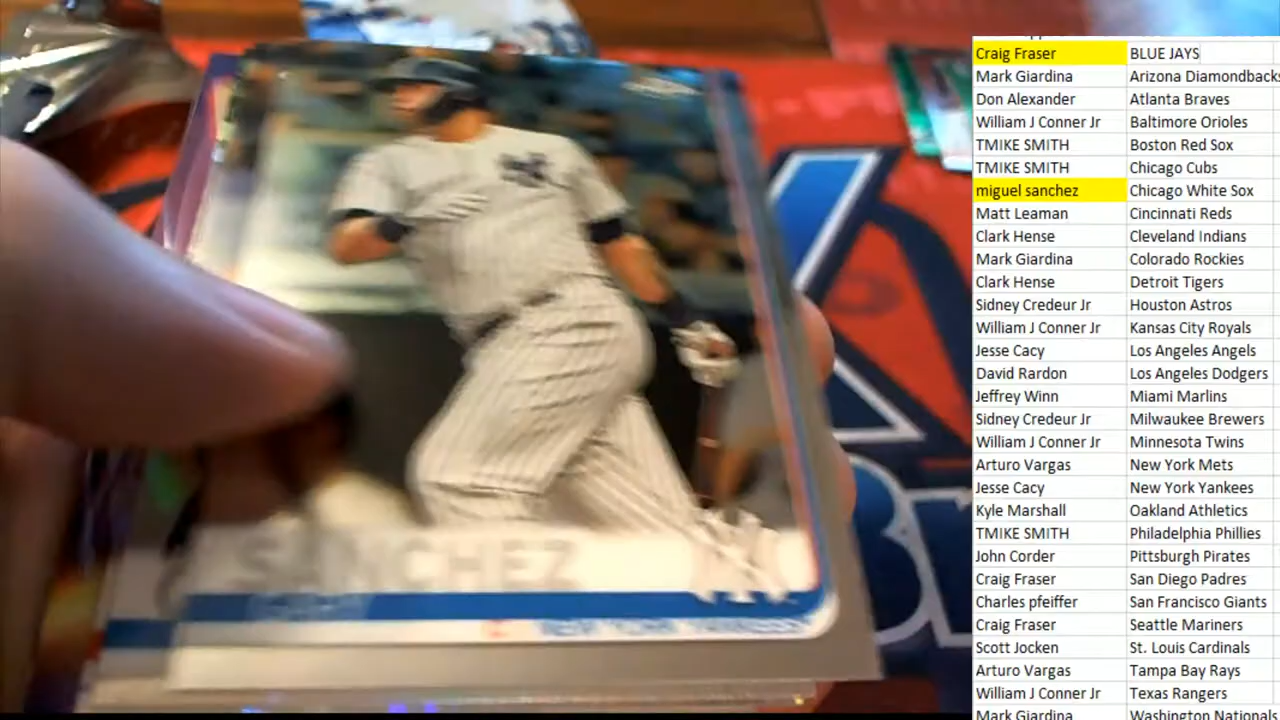 SANCHEZ
NEW YORK YANKEES
Craig Fraser BLUE JAYS
Mark Giardina Arizona Diamondbacks
Don Alexander Atlanta Braves
William J Conner Jr Baltimore Orioles
TMIKE SMITH Boston Red Sox
TMIKE SMITH Chicago Cubs
miguel sanchez Chicago White Sox
Matt Leaman Cincinnati Reds
Clark Hense Cleveland Indians
Mark Giardina Colorado Rockies
Clark Hense Detroit Tigers
Sidney Credeur Jr Houston Astros
William J Conner Jr Kansas City Royals
Jesse Cacy Los Angeles Angels
David Rardon Los Angeles Dodgers
Jeffrey Winn Miami Marlins
Sidney Credeur Jr Milwaukee Brewers
William J Conner Jr Minnesota Twins
Arturo Vargas New York Mets
Jesse Cacy New York Yankees
Kyle Marshall Oakland Athletics
TMIKE SMITH Philadelphia Phillies
John Corder Pittsburgh Pirates
Craig Fraser San Diego Padres
Charles pfeiffer San Francisco Giants
Craig Fraser Seattle Mariners
Scott Jocken St. Louis Cardinals
Arturo Vargas Tampa Bay Rays
William J Conner Jr Texas Rangers
Mark Giardina Washington Nationals